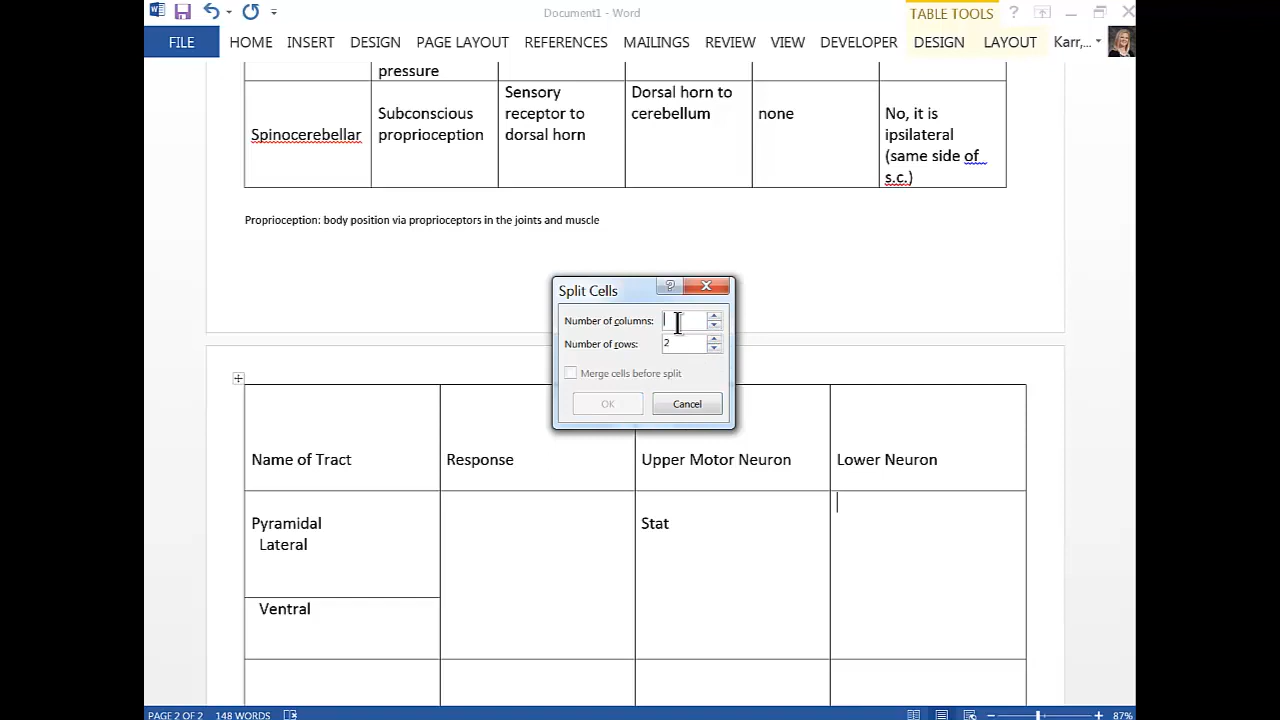 Document1 - Word
TABLE TOOLS
?
FILE
HOME
INSERT
DESIGN
PAGE LAYOUT
REFERENCES
MAILINGS
REVIEW
VIEW
DEVELOPER
DESIGN
LAYOUT
Karr,...
pressure
Spinocerebellar
Subconscious
proprioception
Sensory
receptor to
dorsal horn
Dorsal horn to
cerebellum
none
No, it is
ipsilateral
(same side of
s.c.)
Proprioception: body position via proprioceptors in the joints and muscle
Split Cells
?
Number of columns:
Number of rows: 2
Merge cells before split
OK
Cancel
Name of Tract
Response
Upper Motor Neuron
Lower Neuron
Pyramidal
Lateral
Stat
Ventral
PAGE 2 OF 2
148 WORDS
87%